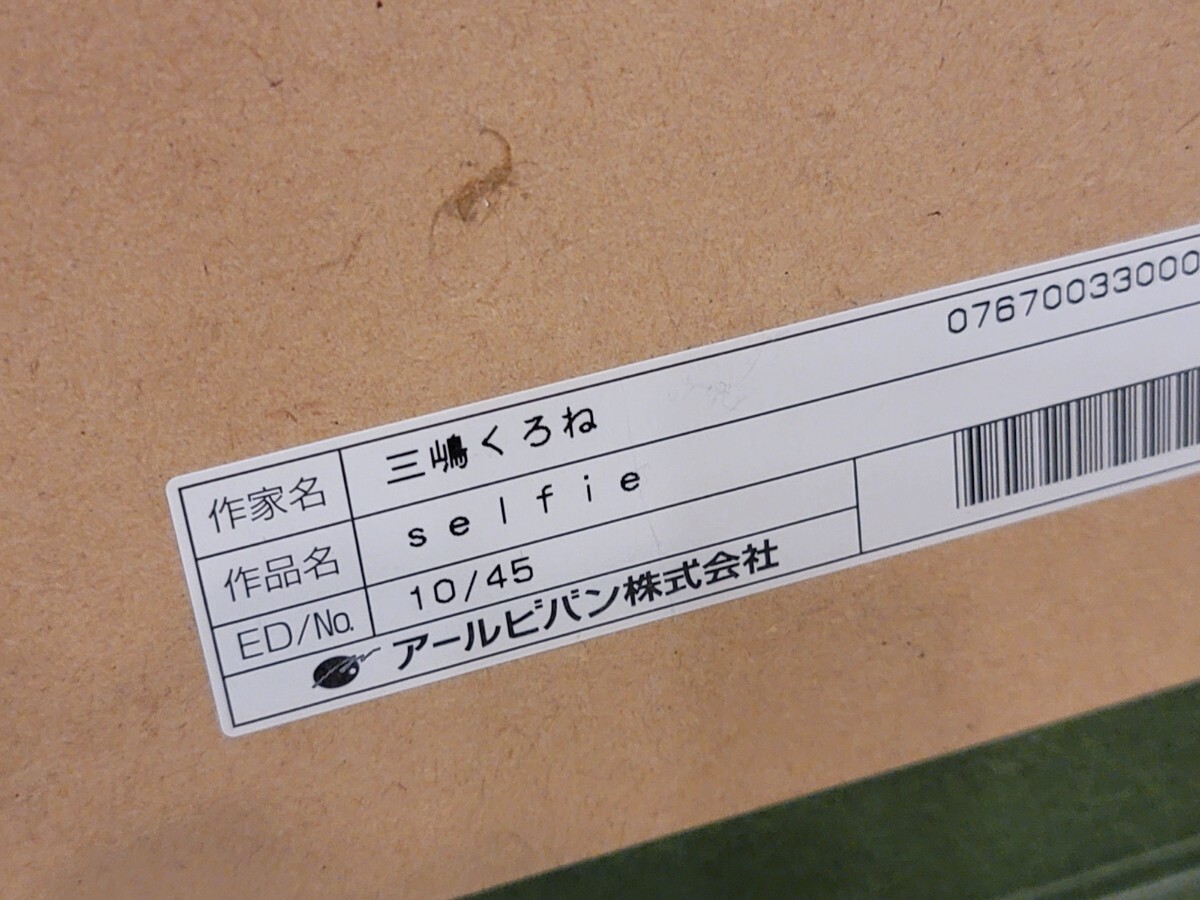 07670033000
作家名 三嶋くろね
作品名 selfie
ED/No. 10/45
アールビバン株式会社